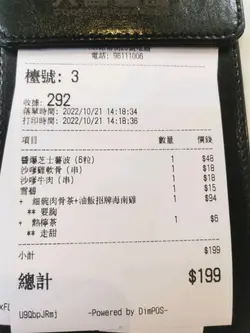 電話: 96111006
檯號: 3
收據: 292
落單時間: 2022/10/21 14:18:34
打印時間: 2022/10/21 14:18:36
項目 數量 價錢
醬爆芝士薯波 (6粒) 1 $48
沙嗲雞軟骨 (串) 1 $18
沙嗲牛肉 (串) 1 $18
雪碧 1 $15
+ 細碗肉骨茶+油飯招牌海南雞 1 $94
** 要胸
+ 熱檸茶 1 $6
** 走甜
小計 $199
總計 $199
U9QbpJRmj -Powered by DimPOS-